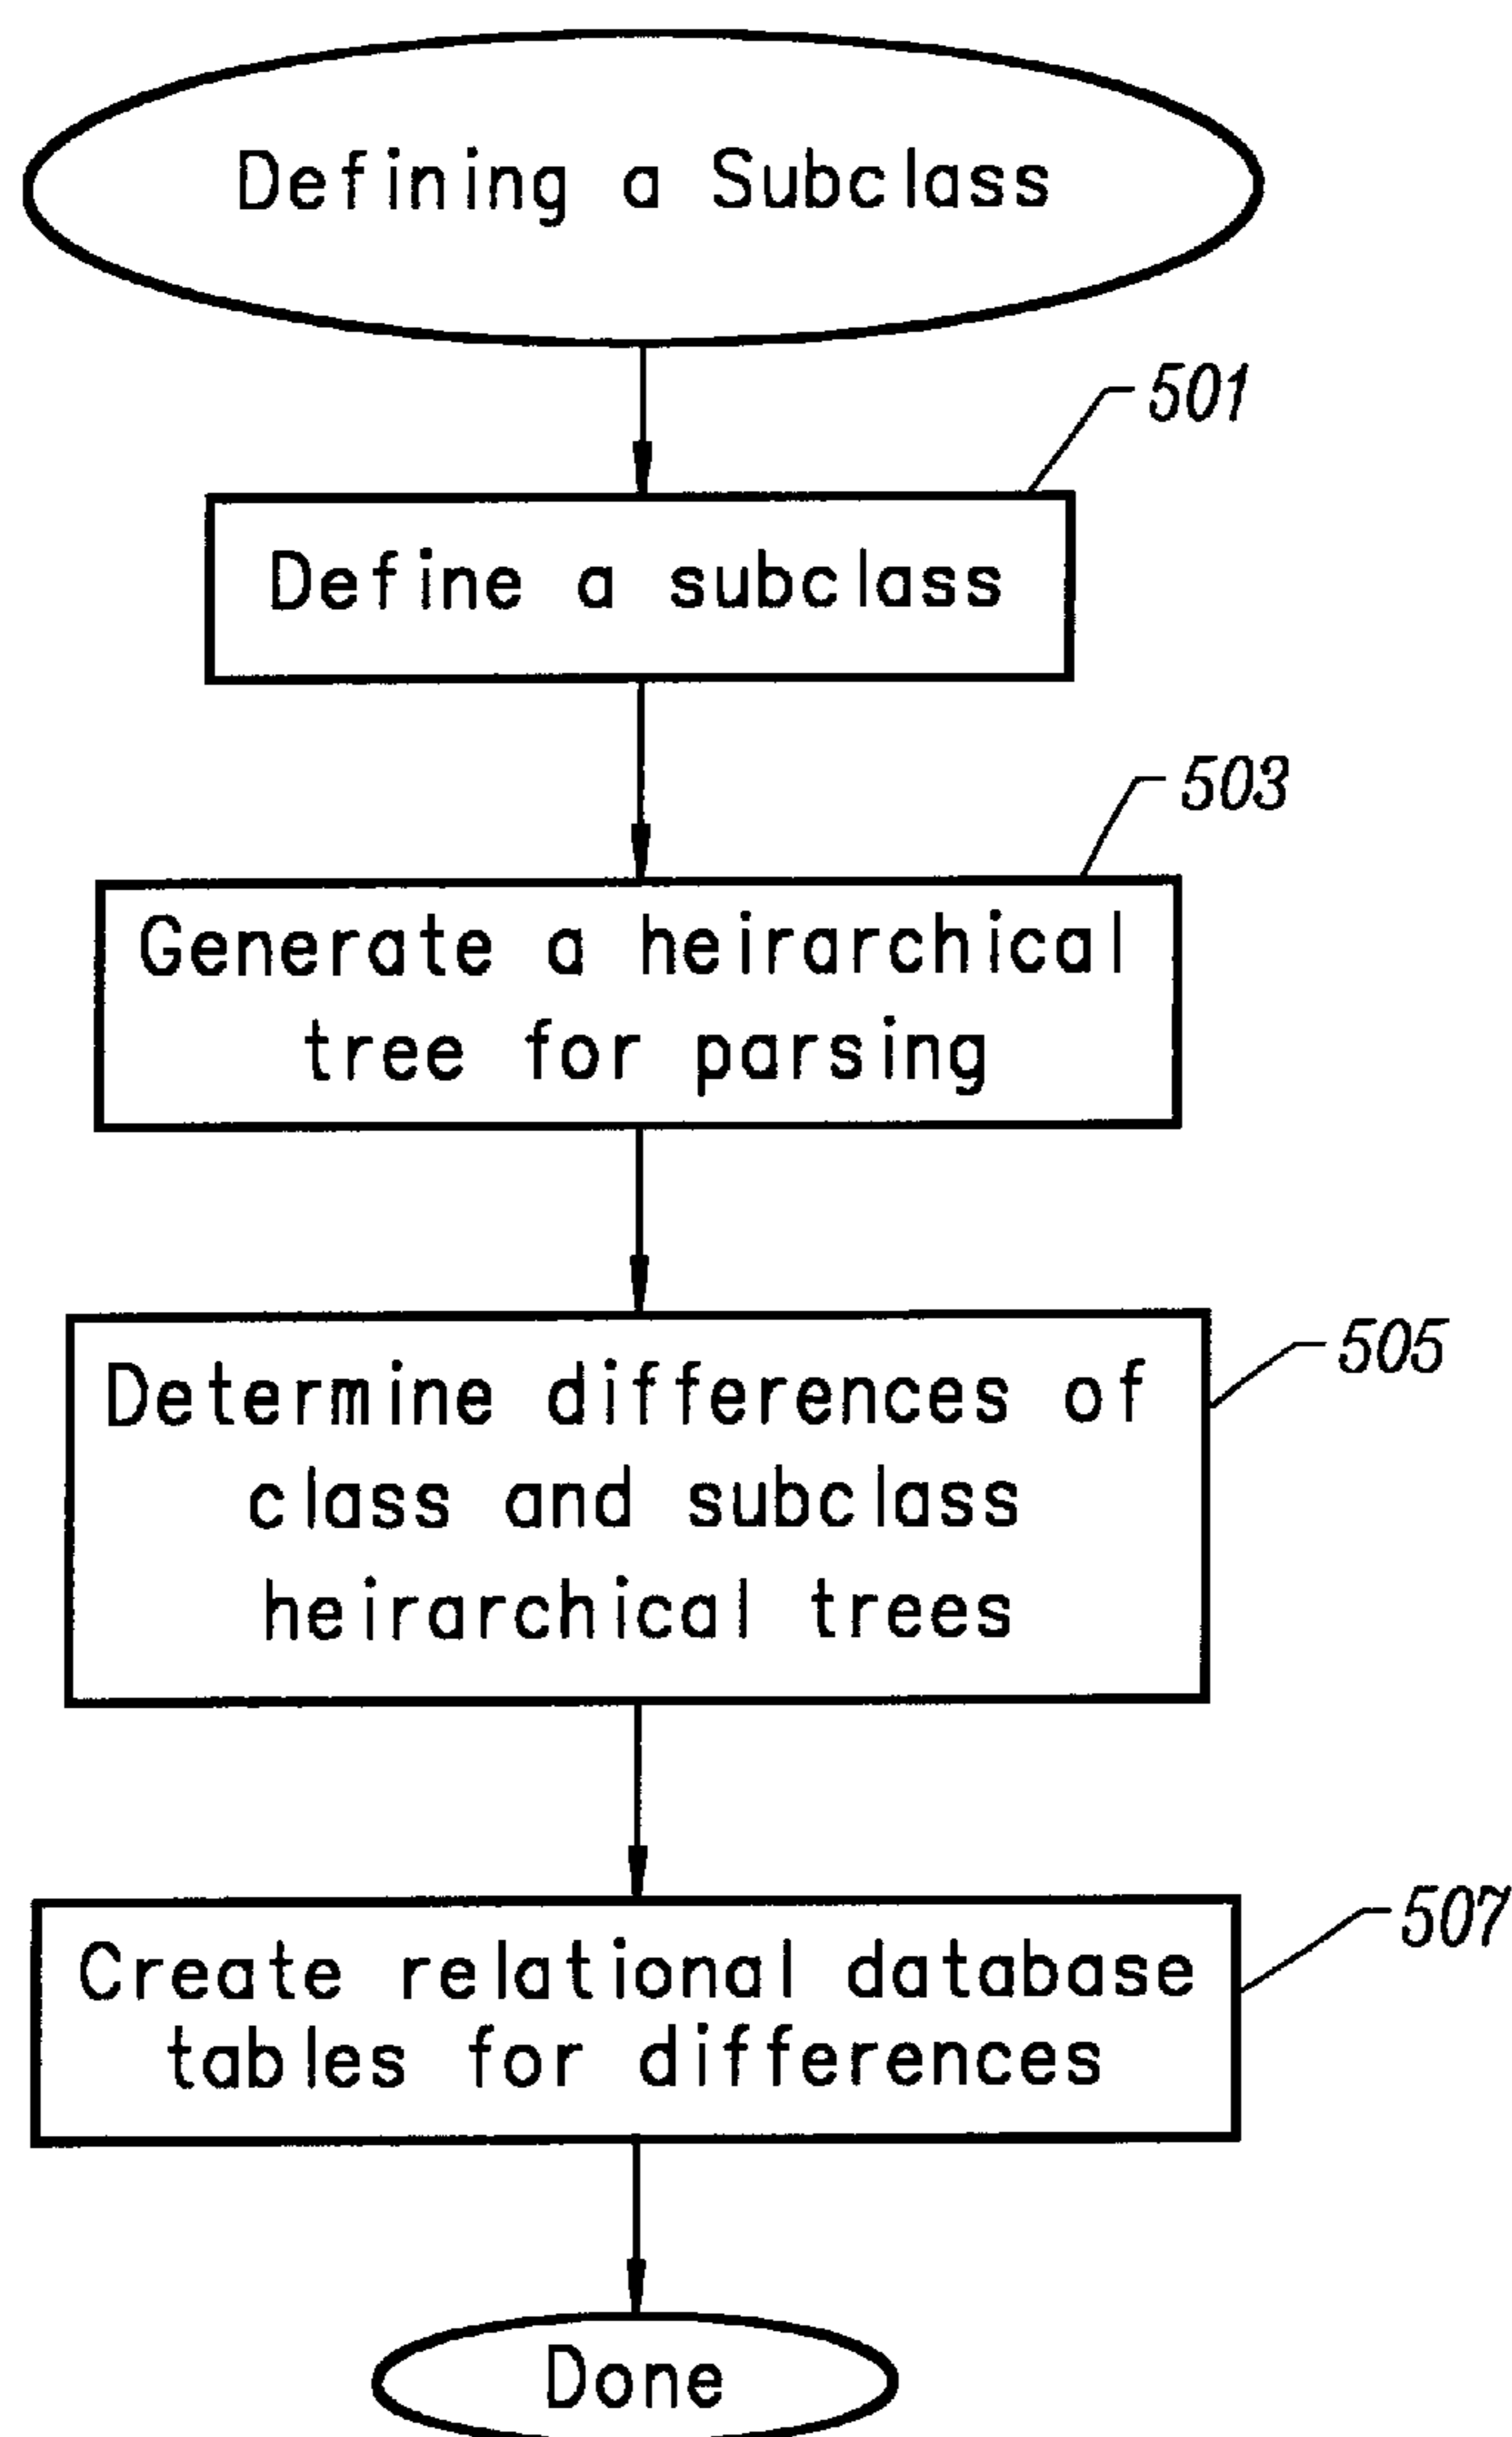 Defining a Subclass
501
Define a subclass
503
Generate a heirarchical
tree for parsing
505
Determine differences of
class and subclass
heirarchical trees
507
Create relational database
tables for differences
Done